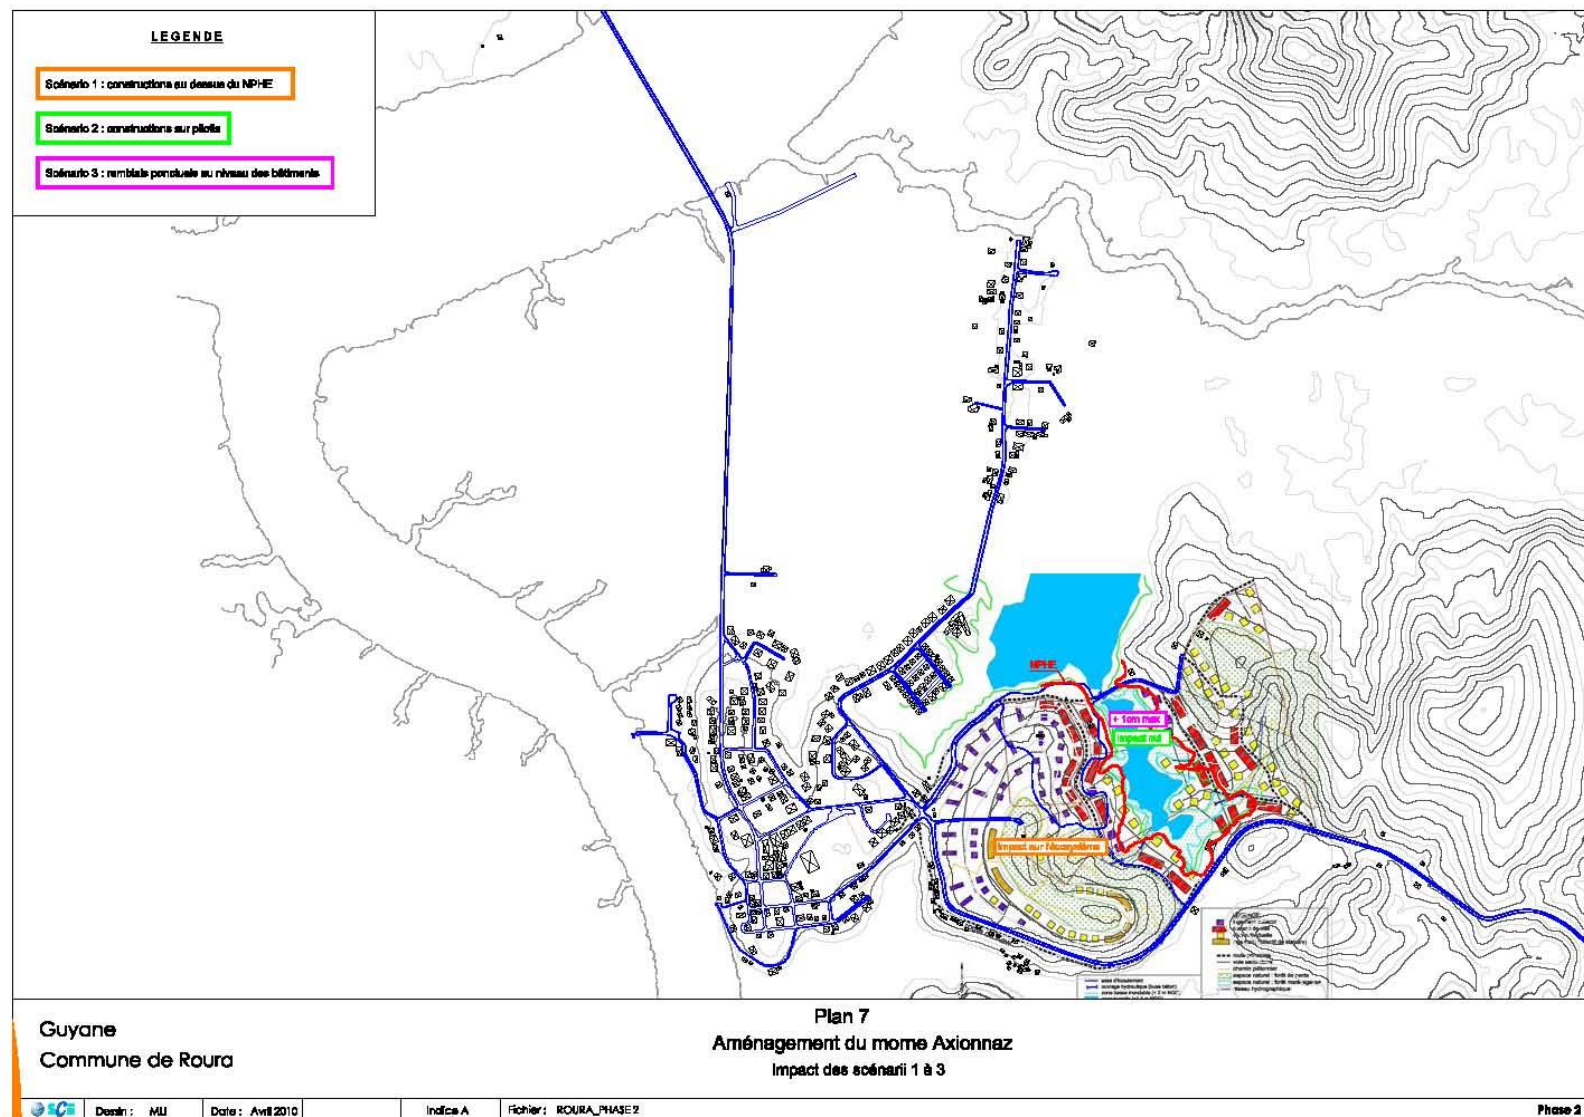 LEGENDE
Scénario 1 : constructions au dessus du NPHE
Scénario 2 : constructions sur pilotis
Scénario 3 : remblais ponctuels au niveau des bâtiments
NPHE
+ 1cm max
Impact nul
Impact sur l'écosystème
Guyane
Commune de Roura
Plan 7
Aménagement du morne Axionnaz
Impact des scénarii 1 à 3
SCE
Dessin : MLI
Date : Avril 2010
Indice A
Fichier : ROURA_PHASE 2
Phase 2